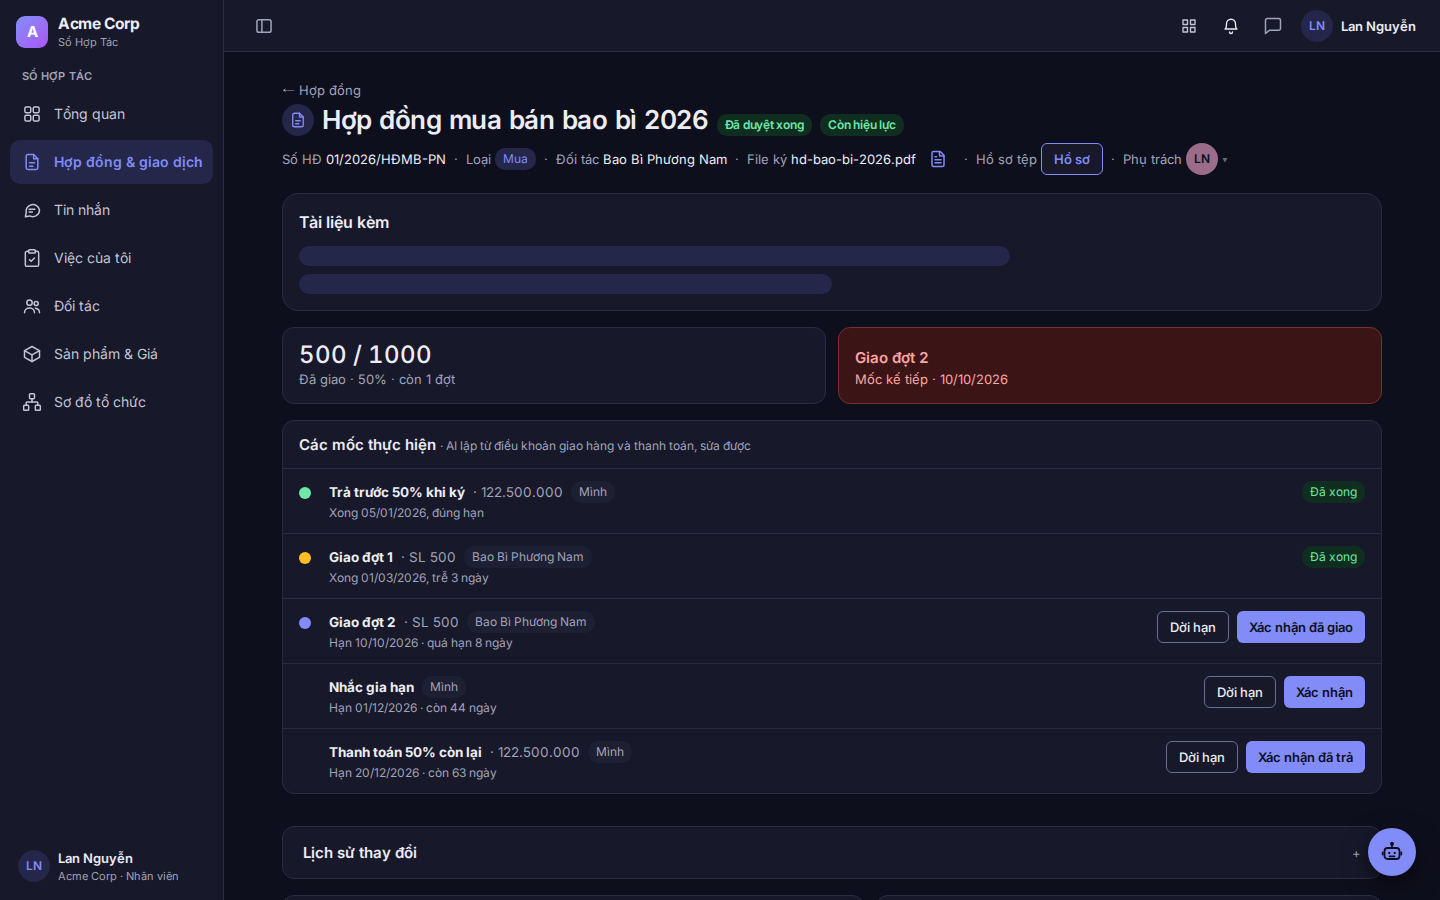 A
Acme Corp
Sổ Hợp Tác
SỔ HỢP TÁC
Tổng quan
Hợp đồng & giao dịch
Tin nhắn
Việc của tôi
Đối tác
Sản phẩm & Giá
Sơ đồ tổ chức
LN
Lan Nguyễn
Acme Corp · Nhân viên
LN Lan Nguyễn
← Hợp đồng
Hợp đồng mua bán bao bì 2026 Đã duyệt xong Còn hiệu lực
Số HĐ 01/2026/HĐMB-PN · Loại Mua · Đối tác Bao Bì Phương Nam · File ký hd-bao-bi-2026.pdf · Hồ sơ tệp Hồ sơ · Phụ trách LN ▾
Tài liệu kèm
500 / 1000
Đã giao · 50% · còn 1 đợt
Giao đợt 2
Mốc kế tiếp · 10/10/2026
Các mốc thực hiện · AI lập từ điều khoản giao hàng và thanh toán, sửa được
Trả trước 50% khi ký · 122.500.000 Mình Đã xong
Xong 05/01/2026, đúng hạn
Giao đợt 1 · SL 500 Bao Bì Phương Nam Đã xong
Xong 01/03/2026, trễ 3 ngày
Giao đợt 2 · SL 500 Bao Bì Phương Nam Dời hạn Xác nhận đã giao
Hạn 10/10/2026 · quá hạn 8 ngày
Nhắc gia hạn Mình Dời hạn Xác nhận
Hạn 01/12/2026 · còn 44 ngày
Thanh toán 50% còn lại · 122.500.000 Mình Dời hạn Xác nhận đã trả
Hạn 20/12/2026 · còn 63 ngày
Lịch sử thay đổi +